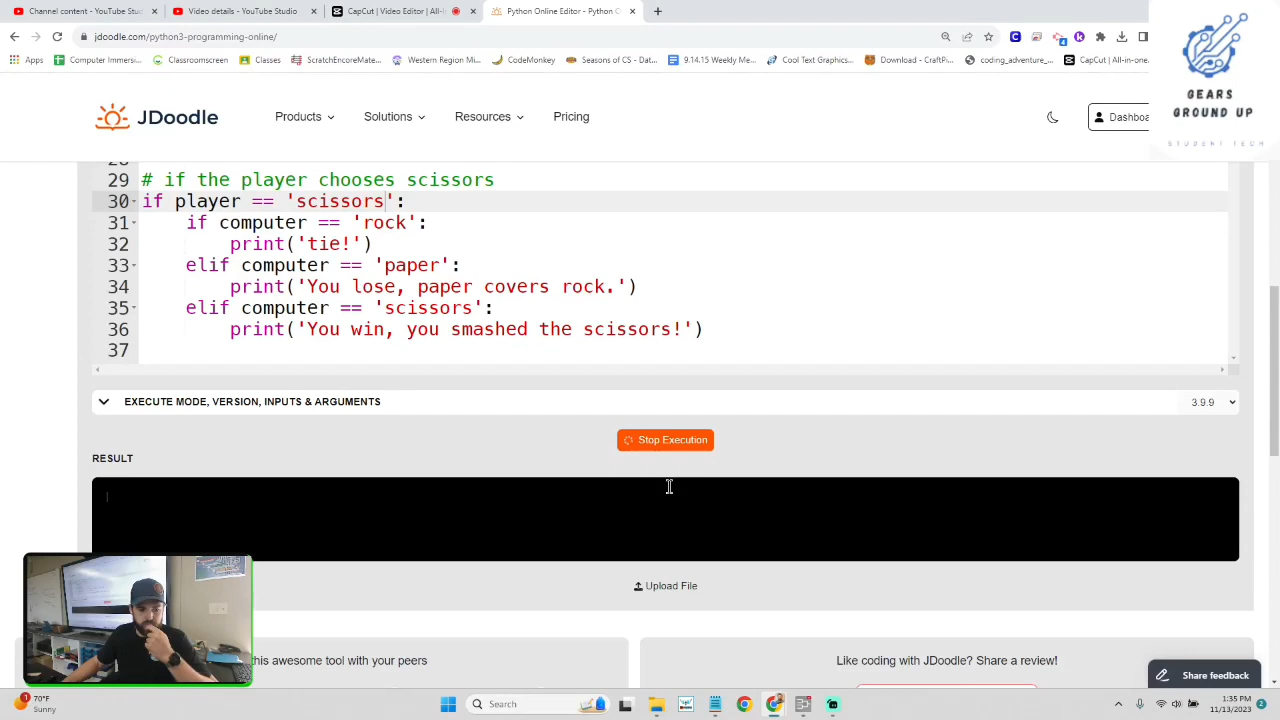 Channel content - YouTube Studio
Video details - YouTube Studio
CapCut | Video Editor | All-i
Python Online Editor - Python C
jdoodle.com/python3-programming-online/
Apps
Computer Immersi...
Classroomscreen
Classes
ScratchEncoreMate...
Western Region Mi...
CodeMonkey
Seasons of CS - Dat...
9.14.15 Weekly Me...
Cool Text Graphics...
Download - CraftPi...
coding_adventure_...
CapCut | All-in-one
GEARS
GROUND UP
STUDENT TECH
JDoodle
Products
Solutions
Resources
Pricing
Dashboa
28
29 # if the player chooses scissors
30 if player == 'scissors':
31 if computer == 'rock':
32 print('tie!')
33 elif computer == 'paper':
34 print('You lose, paper covers rock.')
35 elif computer == 'scissors':
36 print('You win, you smashed the scissors!')
37
EXECUTE MODE, VERSION, INPUTS & ARGUMENTS
3.9.9
Stop Execution
RESULT
Upload File
this awesome tool with your peers
Like coding with JDoodle? Share a review!
Share feedback
1
70°F
Sunny
Search
1:35 PM
11/13/2023